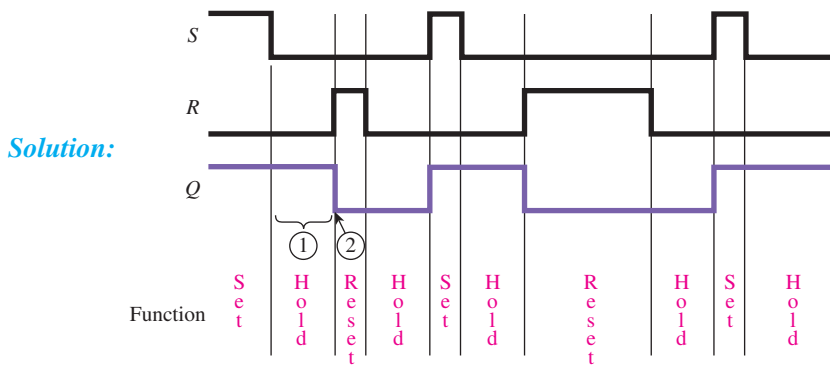 S
R
Solution:
Q
1 2
Function
Set Hold Reset Hold Set Hold Reset Hold Set Hold